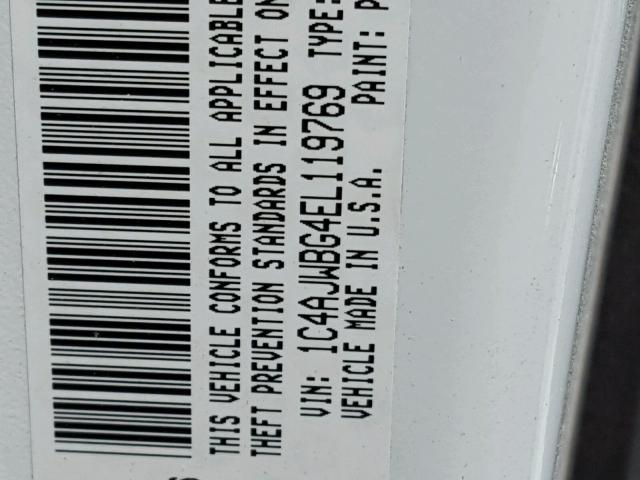 THIS VEHICLE CONFORMS TO ALL APPLICABLE
THEFT PREVENTION STANDARDS IN EFFECT ON
VIN: 1C4AJWBG4EL119769 TYPE:
VEHICLE MADE IN U.S.A. PAINT: P